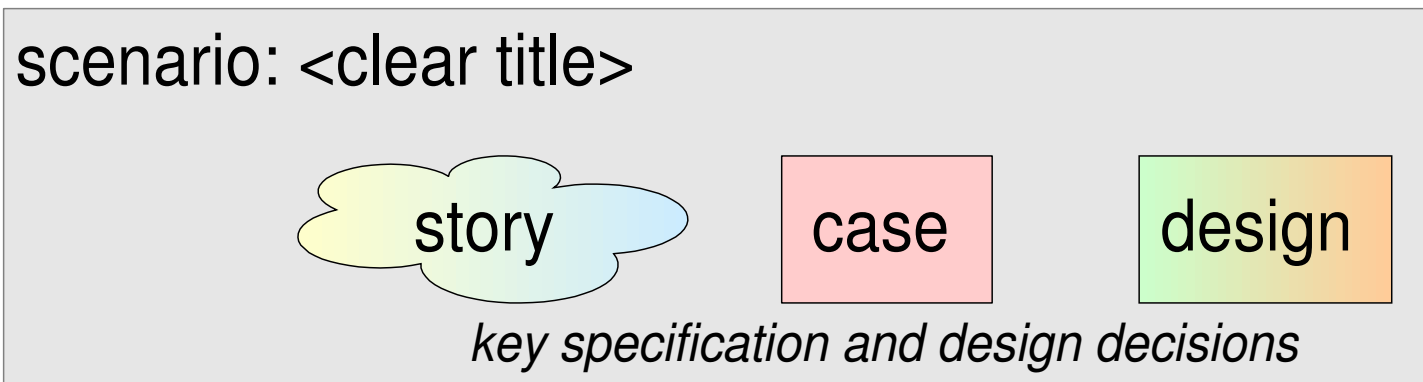 scenario: <clear title>
story case design
key specification and design decisions